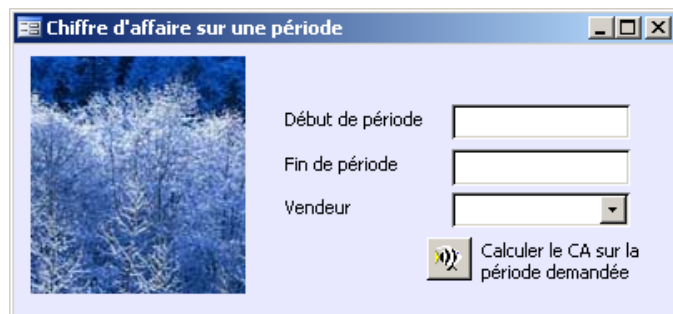 Chiffre d'affaire sur une période
Début de période
Fin de période
Vendeur
Calculer le CA sur la
période demandée